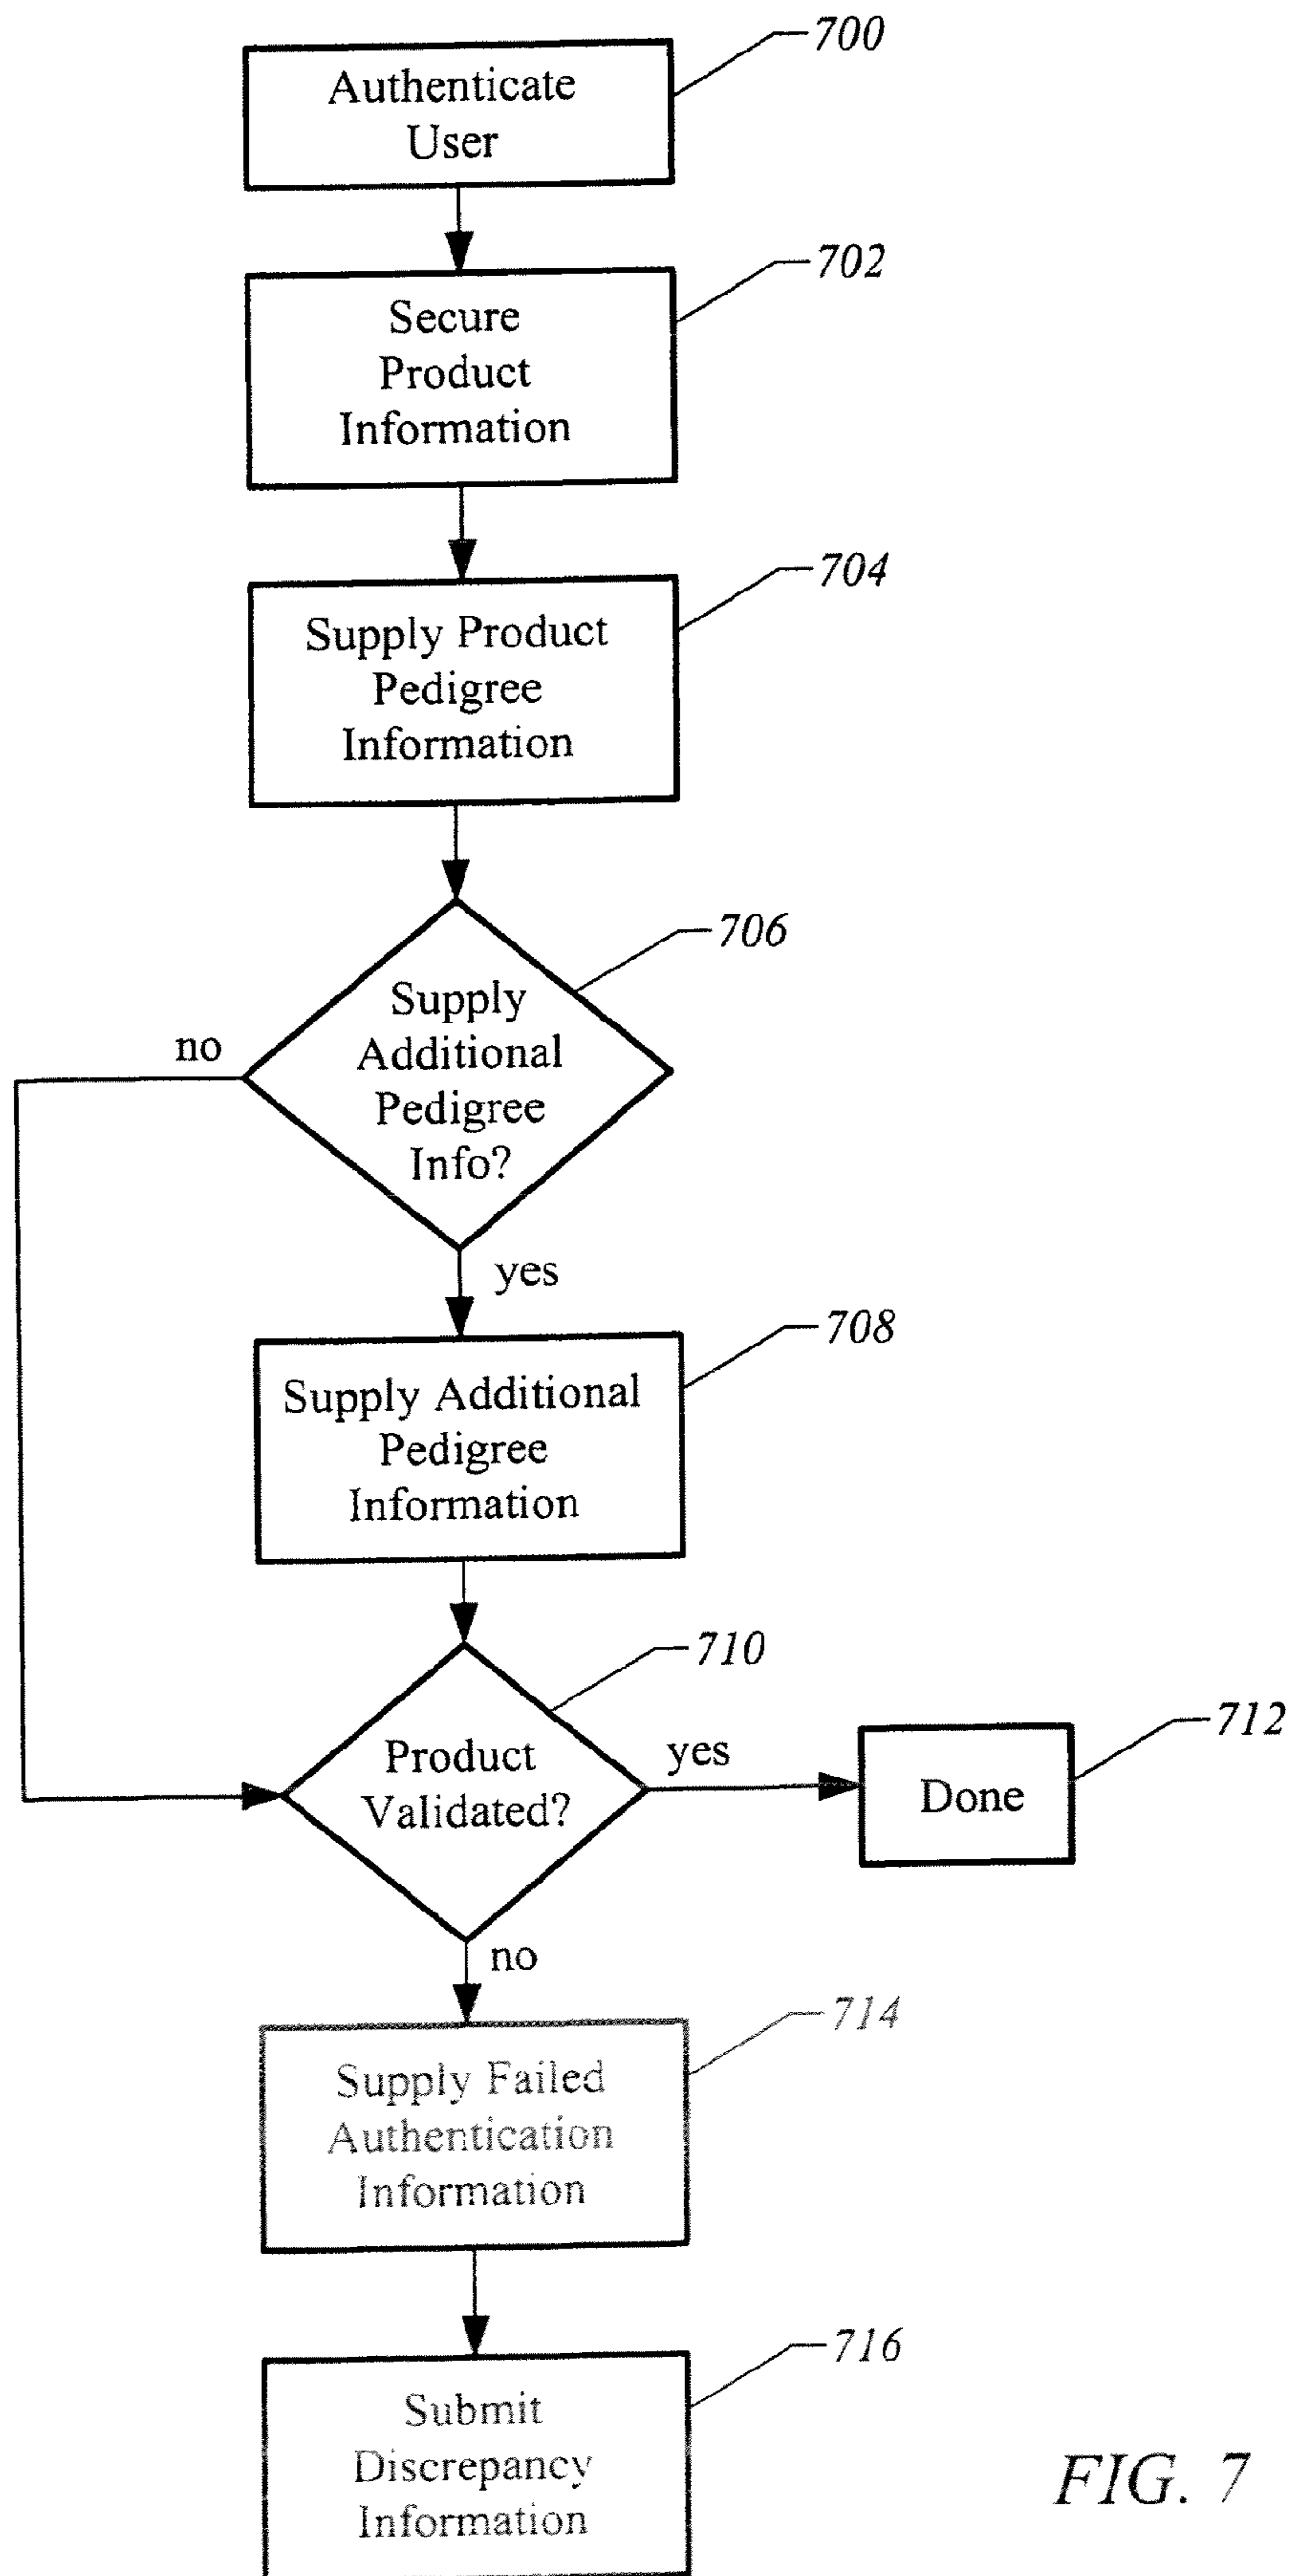 700
Authenticate
User
702
Secure
Product
Information
704
Supply Product
Pedigree
Information
706
Supply
Additional
Pedigree
Info?
no
yes
708
Supply Additional
Pedigree
Information
710
Product
Validated?
yes
712
Done
no
714
Supply Failed
Authentication
Information
716
Submit
Discrepancy
Information
FIG. 7